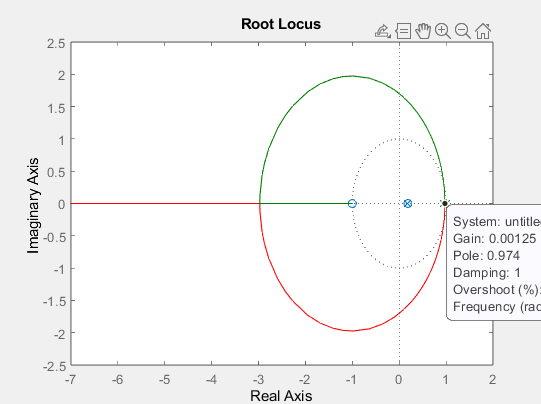 Root Locus
2.5
2
1.5
1
0.5
0
-0.5
-1
-1.5
-2
-2.5
Imaginary Axis
-7
-6
-5
-4
-3
-2
-1
0
1
2
Real Axis
System: untitle
Gain: 0.00125
Pole: 0.974
Damping: 1
Overshoot (%):
Frequency (rad